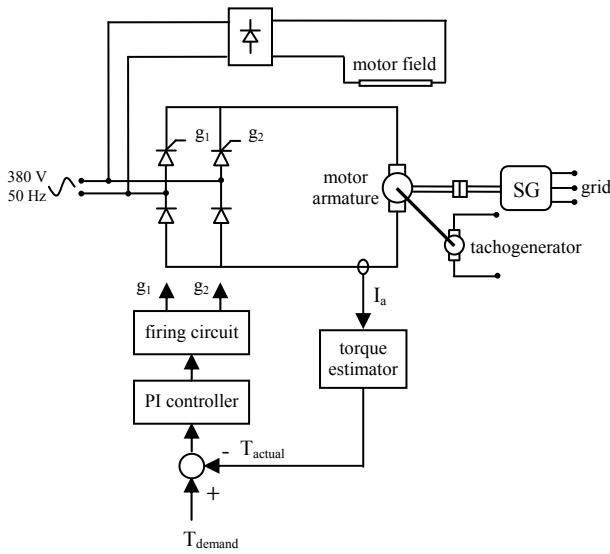 motor field
g1
g2
380 V
50 Hz
motor
armature
SG
grid
tachogenerator
g1
g2
Ia
firing circuit
torque
estimator
PI controller
-
Tactual
+
Tdemand